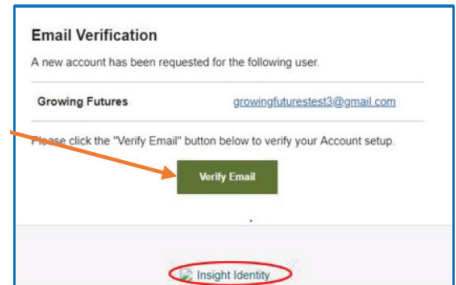 Email Verification
A new account has been requested for the following user.
Growing Futures growingfuturestest3@gmail.com
Please click the "Verify Email" button below to verify your Account setup.
Verify Email
Insight Identity